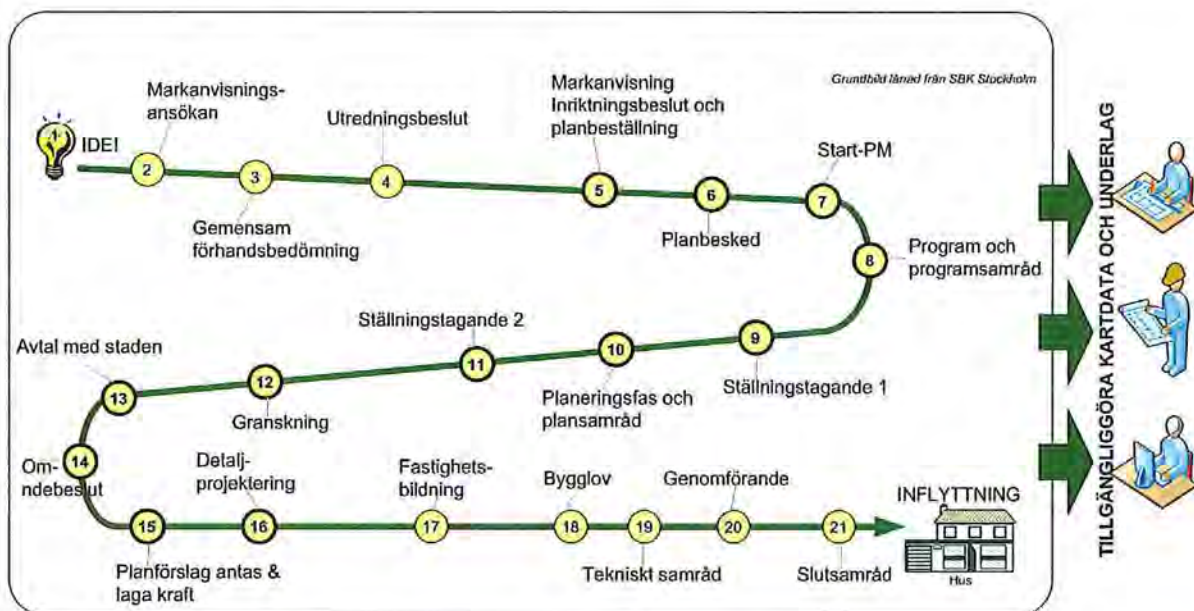 Grundbild lånad från SBK Stockholm
1
IDE!
Markanvisnings-
ansökan
2
3
Gemensam
förhandsbedömning
Utredningsbeslut
4
Markanvisning
Inriktningsbeslut och
planbeställning
5
6
Planbesked
Start-PM
7
8
Program och
programsamråd
9
Ställningstagande 1
10
Planeringsfas och
plansamråd
Ställningstagande 2
11
12
Granskning
Avtal med staden
13
14
Om-
ndebeslut
15
Planförslag antas &
laga kraft
Detalj-
projektering
16
Fastighets-
bildning
17
Bygglov
18
19
Tekniskt samråd
Genomförande
20
21
Slutsamråd
INFLYTTNING
Hus
TILLGÄNGLIGGÖRA KARTDATA OCH UNDERLAG